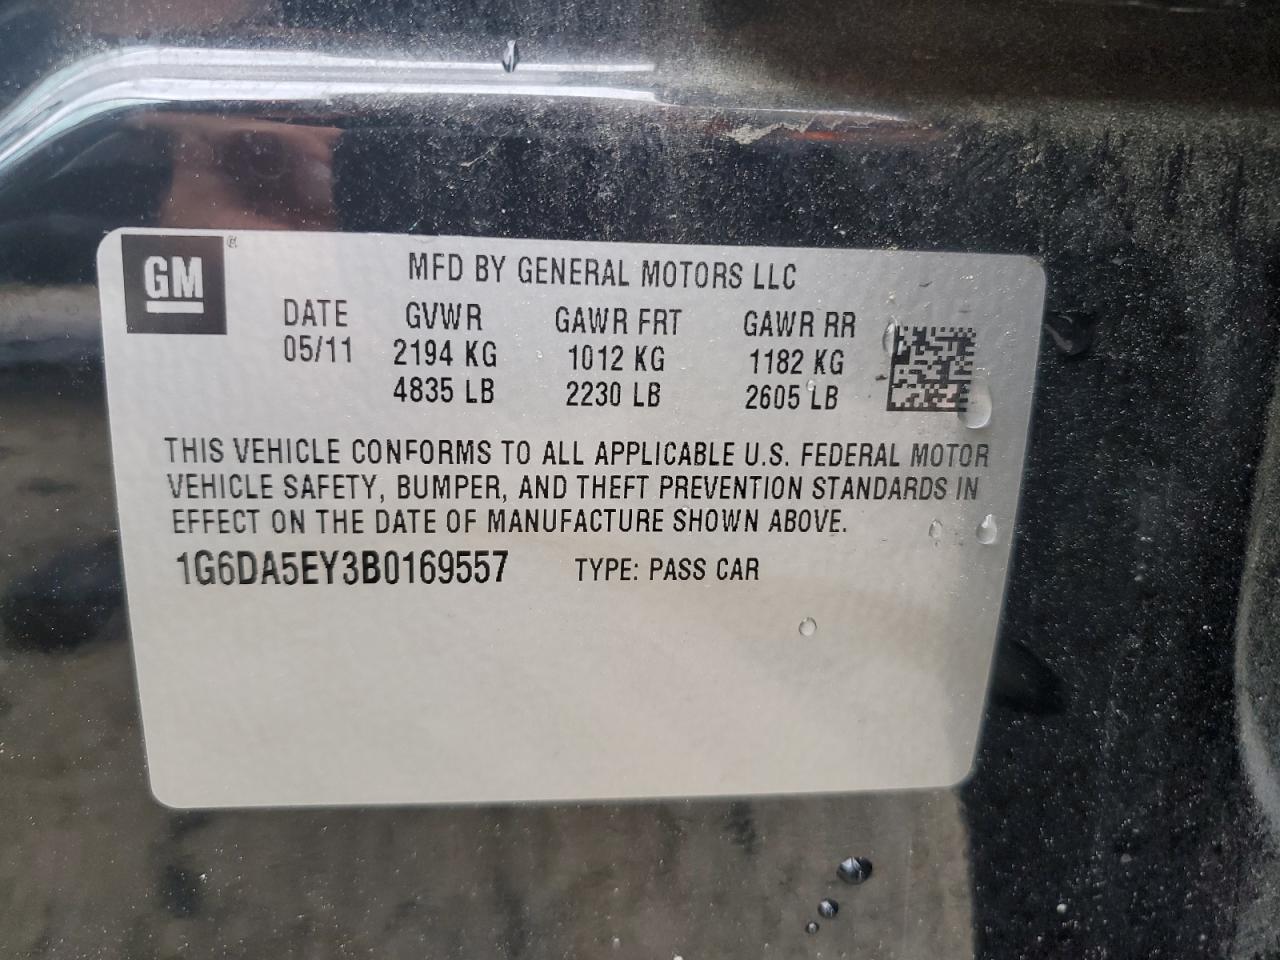 GM ®
MFD BY GENERAL MOTORS LLC
DATE GVWR GAWR FRT GAWR RR
05/11 2194 KG 1012 KG 1182 KG
4835 LB 2230 LB 2605 LB
THIS VEHICLE CONFORMS TO ALL APPLICABLE U.S. FEDERAL MOTOR
VEHICLE SAFETY, BUMPER, AND THEFT PREVENTION STANDARDS IN
EFFECT ON THE DATE OF MANUFACTURE SHOWN ABOVE.
1G6DA5EY3B0169557 TYPE: PASS CAR